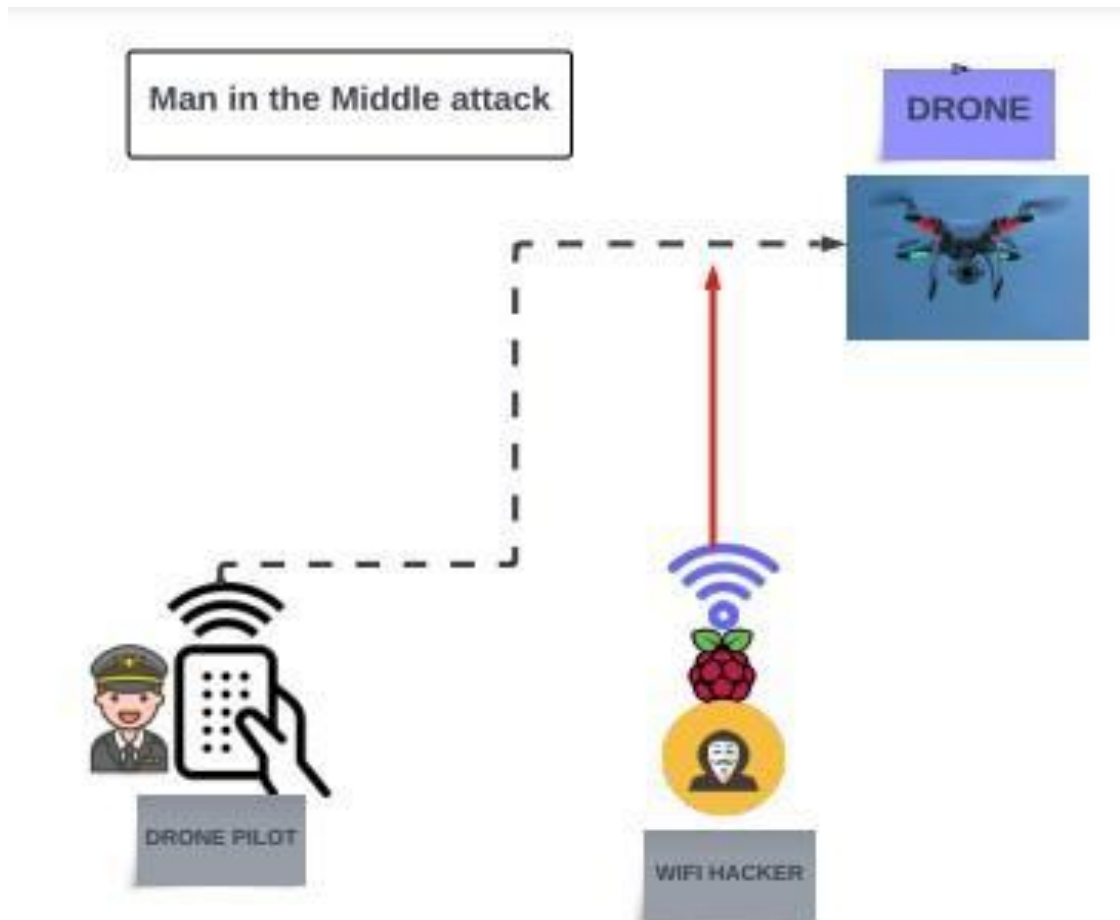 Man in the Middle attack
DRONE
DRONE PILOT
WIFI HACKER